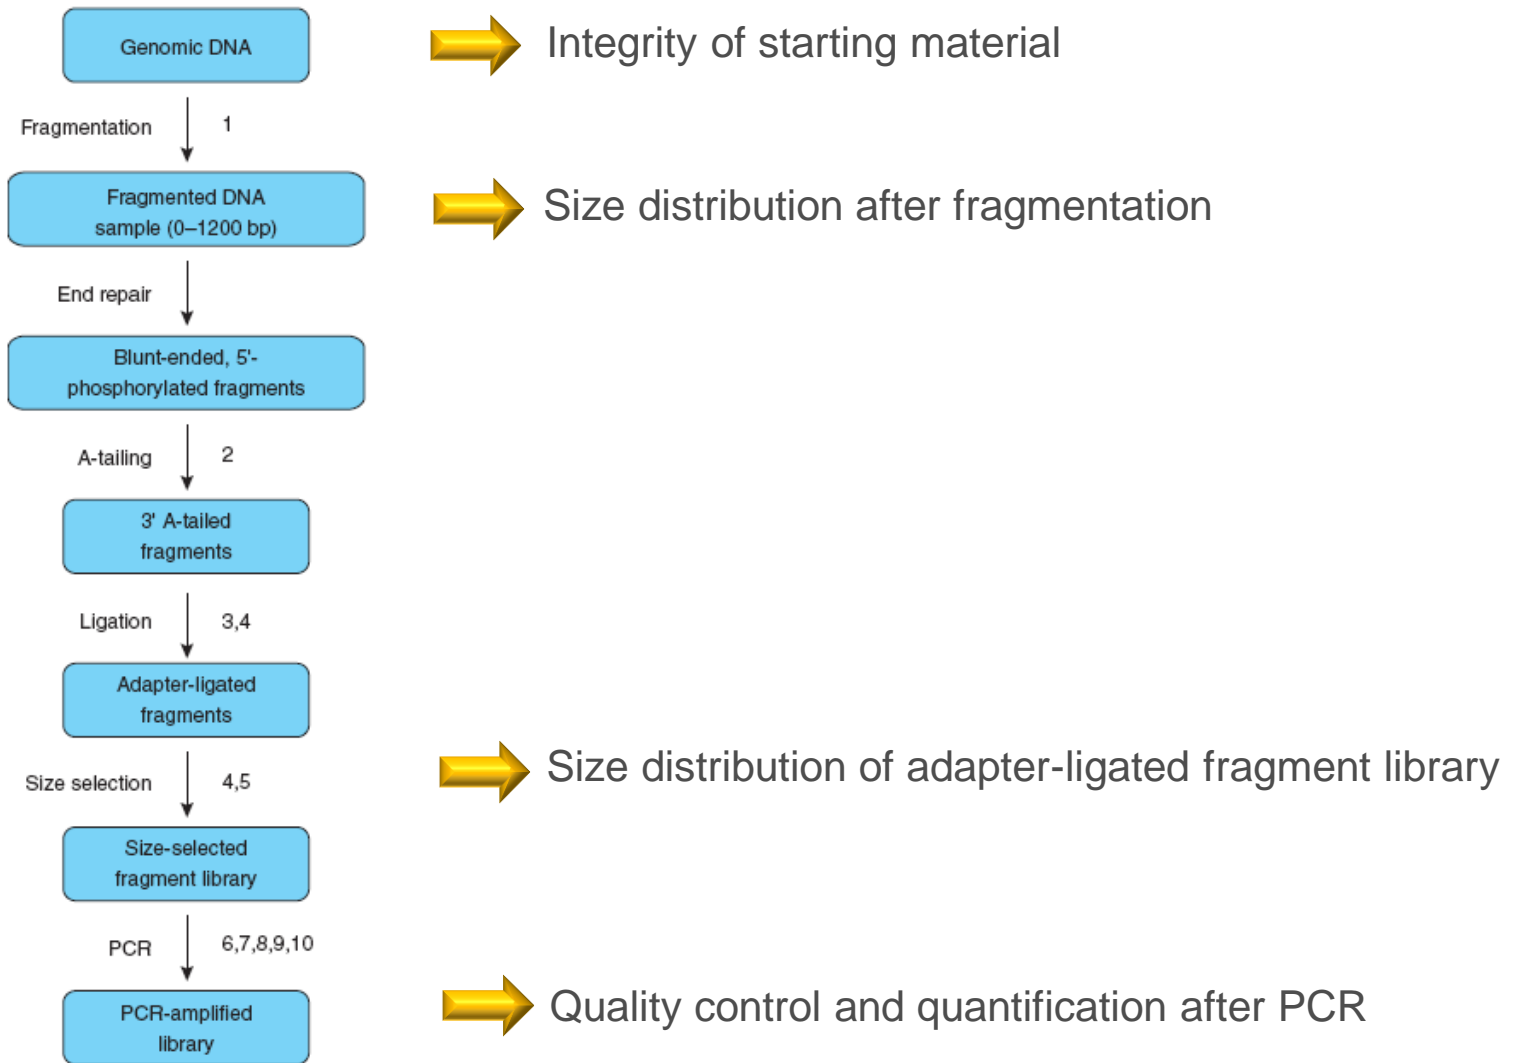 Genomic DNA
Integrity of starting material
Fragmentation 1
Fragmented DNA
sample (0–1200 bp)
Size distribution after fragmentation
End repair
Blunt-ended, 5'-
phosphorylated fragments
A-tailing 2
3' A-tailed
fragments
Ligation 3,4
Adapter-ligated
fragments
Size selection 4,5
Size distribution of adapter-ligated fragment library
Size-selected
fragment library
PCR 6,7,8,9,10
PCR-amplified
library
Quality control and quantification after PCR